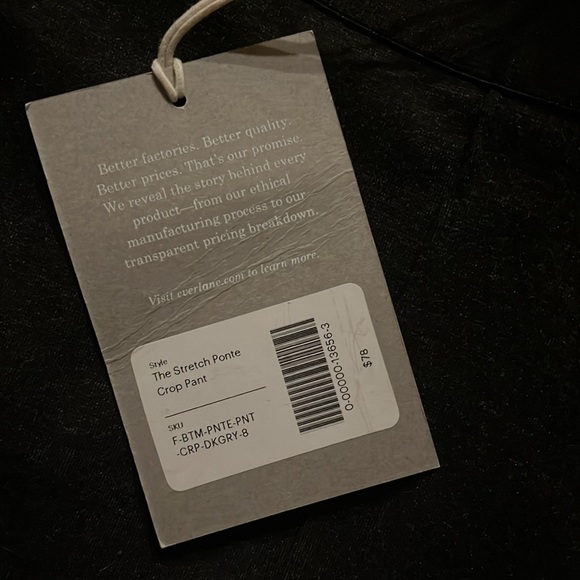 Better factories. Better quality.
Better prices. That's our promise.
We reveal the story behind every
product—from our ethical
manufacturing process to our
transparent pricing breakdown.
Visit everlane.com to learn more.
Style
The Stretch Ponte
Crop Pant
SKU
F-BTM-PNTE-PNT
-CRP-DKGRY-8
0-00000-13656-3
$78